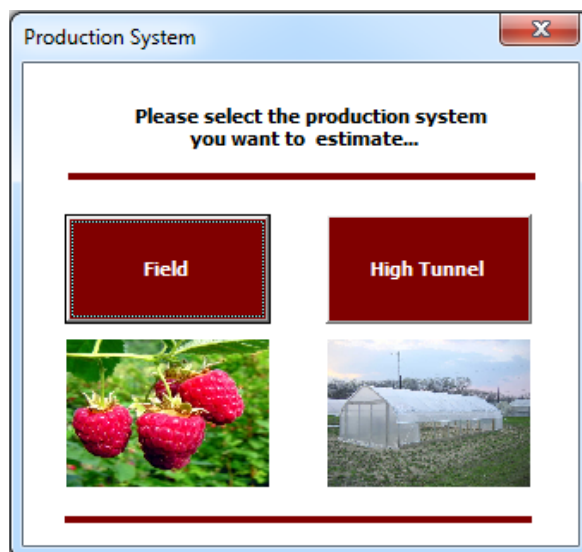 Production System
Please select the production system
you want to estimate...
Field
High Tunnel